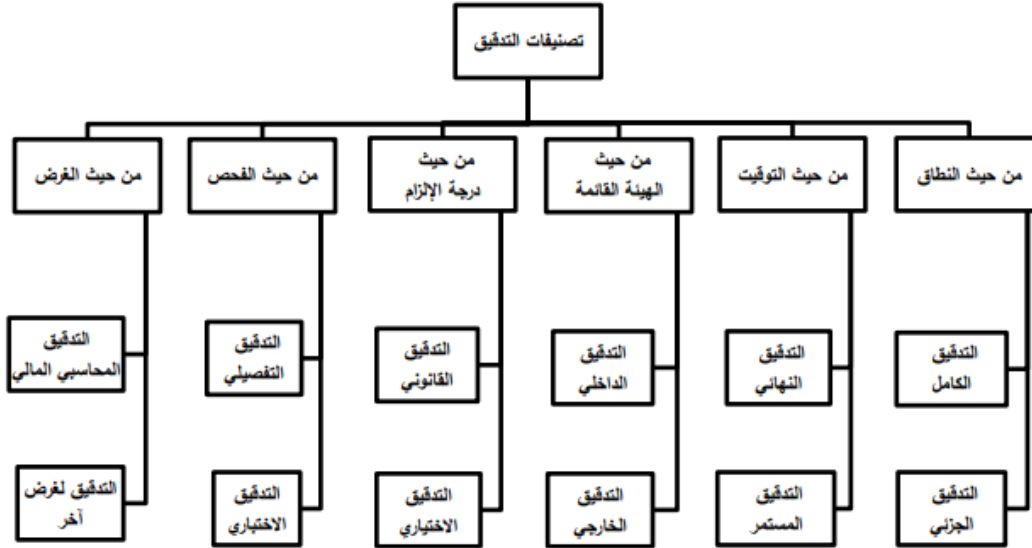 تصنيفات التدقيق
من حيث النطاق
من حيث التوقيت
من حيث
الهيئة القائمة
من حيث
درجة الإلزام
من حيث الفحص
من حيث الغرض
التدقيق
الكامل
التدقيق
النهائي
التدقيق
الداخلي
التدقيق
القانوني
التدقيق
التفصيلي
التدقيق
المحاسبي المالي
التدقيق
الجزئي
التدقيق
المستمر
التدقيق
الخارجي
التدقيق
الاختياري
التدقيق
الاختباري
التدقيق لغرض
آخر